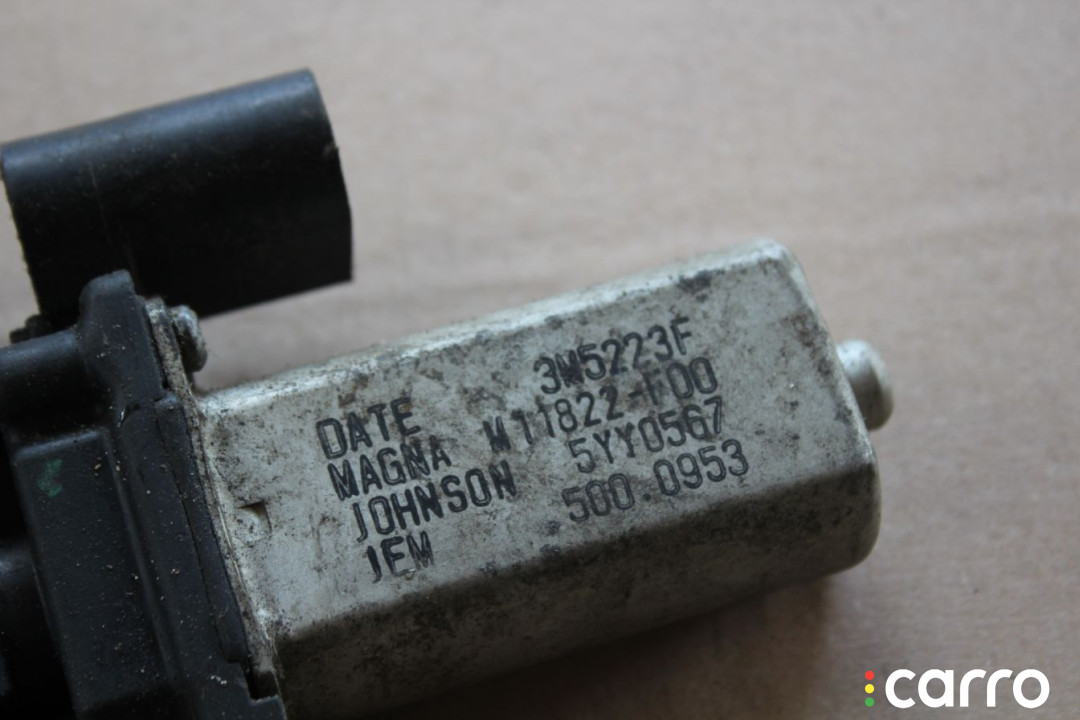 DATE 3M5223F
MAGNA M11822-F00
JOHNSON 5YY0567
JEM 500.0953
carro